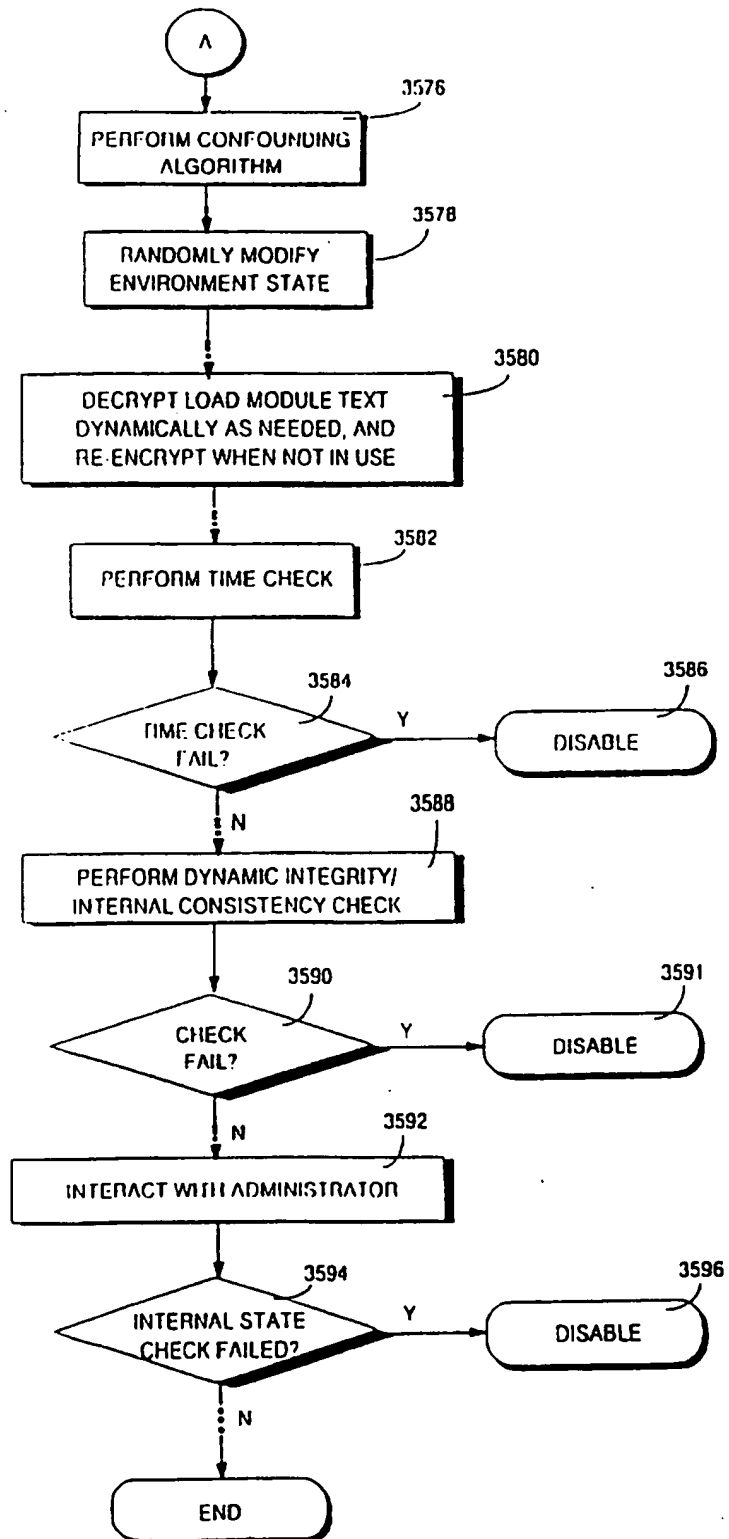 A
3576
PERFORM CONFOUNDING
ALGORITHM
3578
RANDOMLY MODIFY
ENVIRONMENT STATE
3580
DECRYPT LOAD MODULE TEXT
DYNAMICALLY AS NEEDED, AND
RE-ENCRYPT WHEN NOT IN USE
3582
PERFORM TIME CHECK
3584
TIME CHECK
FAIL?
Y
3586
DISABLE
N
3588
PERFORM DYNAMIC INTEGRITY/
INTERNAL CONSISTENCY CHECK
3590
CHECK
FAIL?
Y
3591
DISABLE
N
3592
INTERACT WITH ADMINISTRATOR
3594
INTERNAL STATE
CHECK FAILED?
Y
3596
DISABLE
N
END